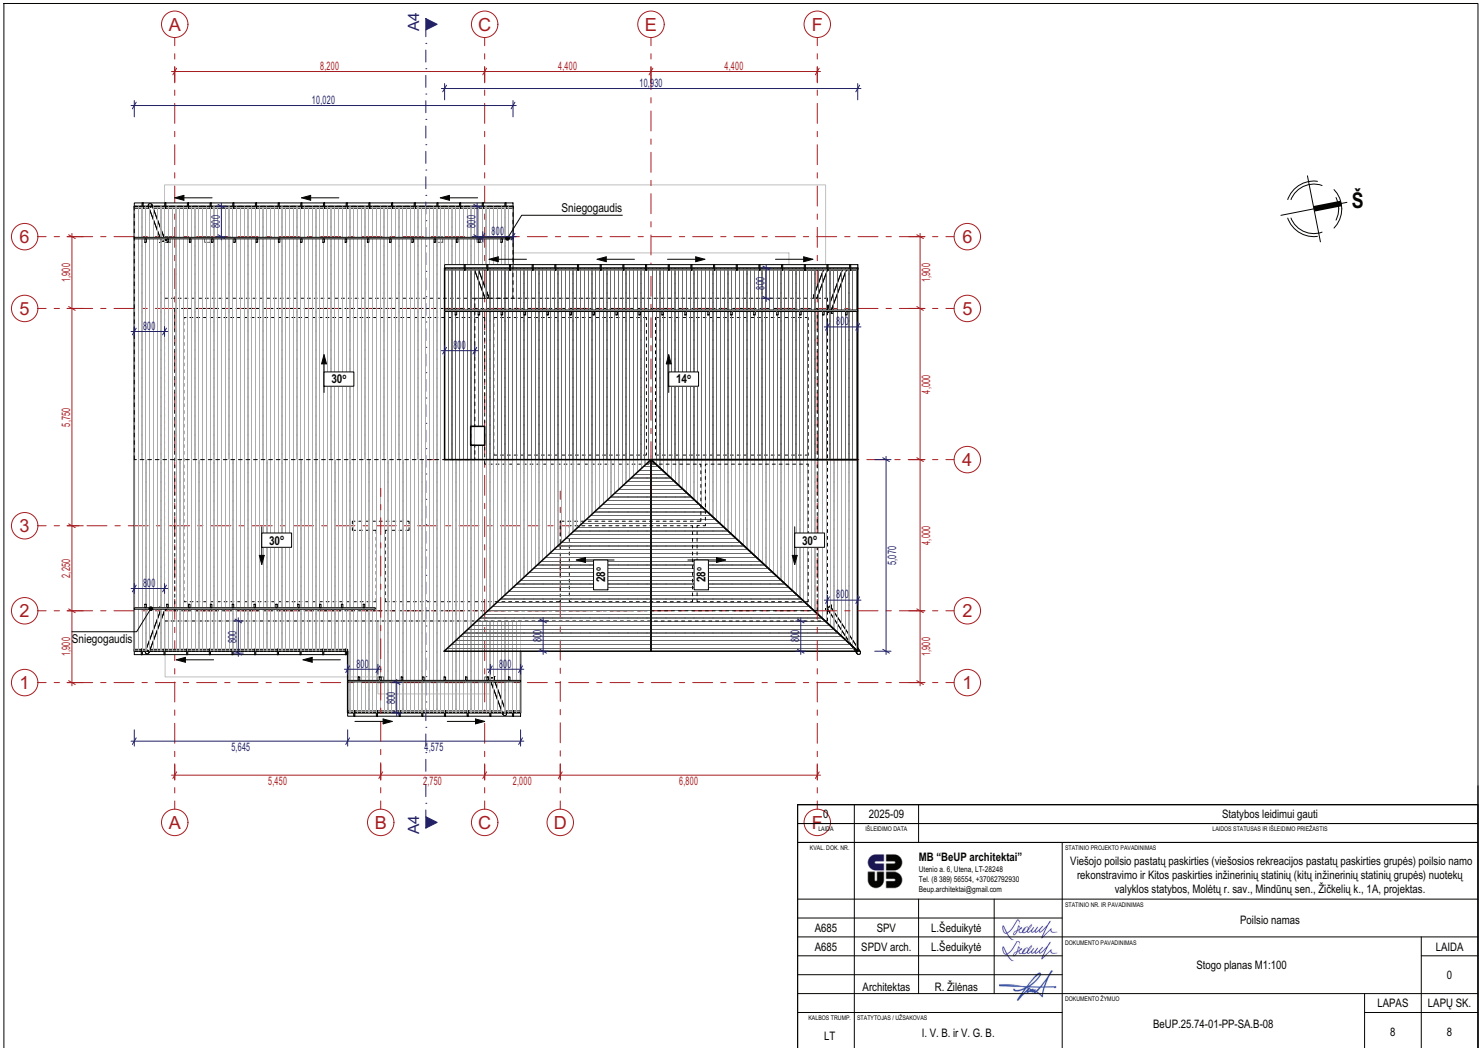 A
A4
C
E
F
8,200
4,400
4,400
10,930
10,020
Š
Sniegogaudis
800
800
800
6
6
1,900
1,900
800
5
5
800
800
800
30°
14°
5,750
4,000
4
4
3
30°
30°
4,000
5,070
2,250
28°
28°
800
800
2
2
Sniegogaudis
800
800
800
1,900
1,900
800
800
800
1
1
5,645
4,575
5,450
2,750
2,000
6,800
A
B
A4
C
D
F
0
2025-09
Statybos leidimui gauti
LAIDA
IŠLEIDIMO DATA
LAIDOS STATUSAS IR IŠLEIDIMO PRIEŽASTIS
KVAL. DOK. NR.
MB "BeUP architektai"
Utenio a. 6, Utena, LT-28248
Tel. (8 389) 56554, +37062792930
Beup.architektai@gmail.com
STATINIO PROJEKTO PAVADINIMAS
Viešojo poilsio pastatų paskirties (viešosios rekreacijos pastatų paskirties grupės) poilsio namo
rekonstravimo ir Kitos paskirties inžinerinių statinių (kitų inžinerinių statinių grupės) nuotekų
valyklos statybos, Molėtų r. sav., Mindūnų sen., Žičkelių k., 1A, projektas.
STATINIO NR. IR PAVADINIMAS
Poilsio namas
A685
SPV
L.Šeduikytė
A685
SPDV arch.
L.Šeduikytė
DOKUMENTO PAVADINIMAS
Stogo planas M1:100
LAIDA
0
Architektas
R. Žilėnas
DOKUMENTO ŽYMUO
BeUP.25.74-01-PP-SA.B-08
LAPAS
LAPŲ SK.
8
8
KALBOS TRUMP.
LT
STATYTOJAS / UŽSAKOVAS
I. V. B. ir V. G. B.